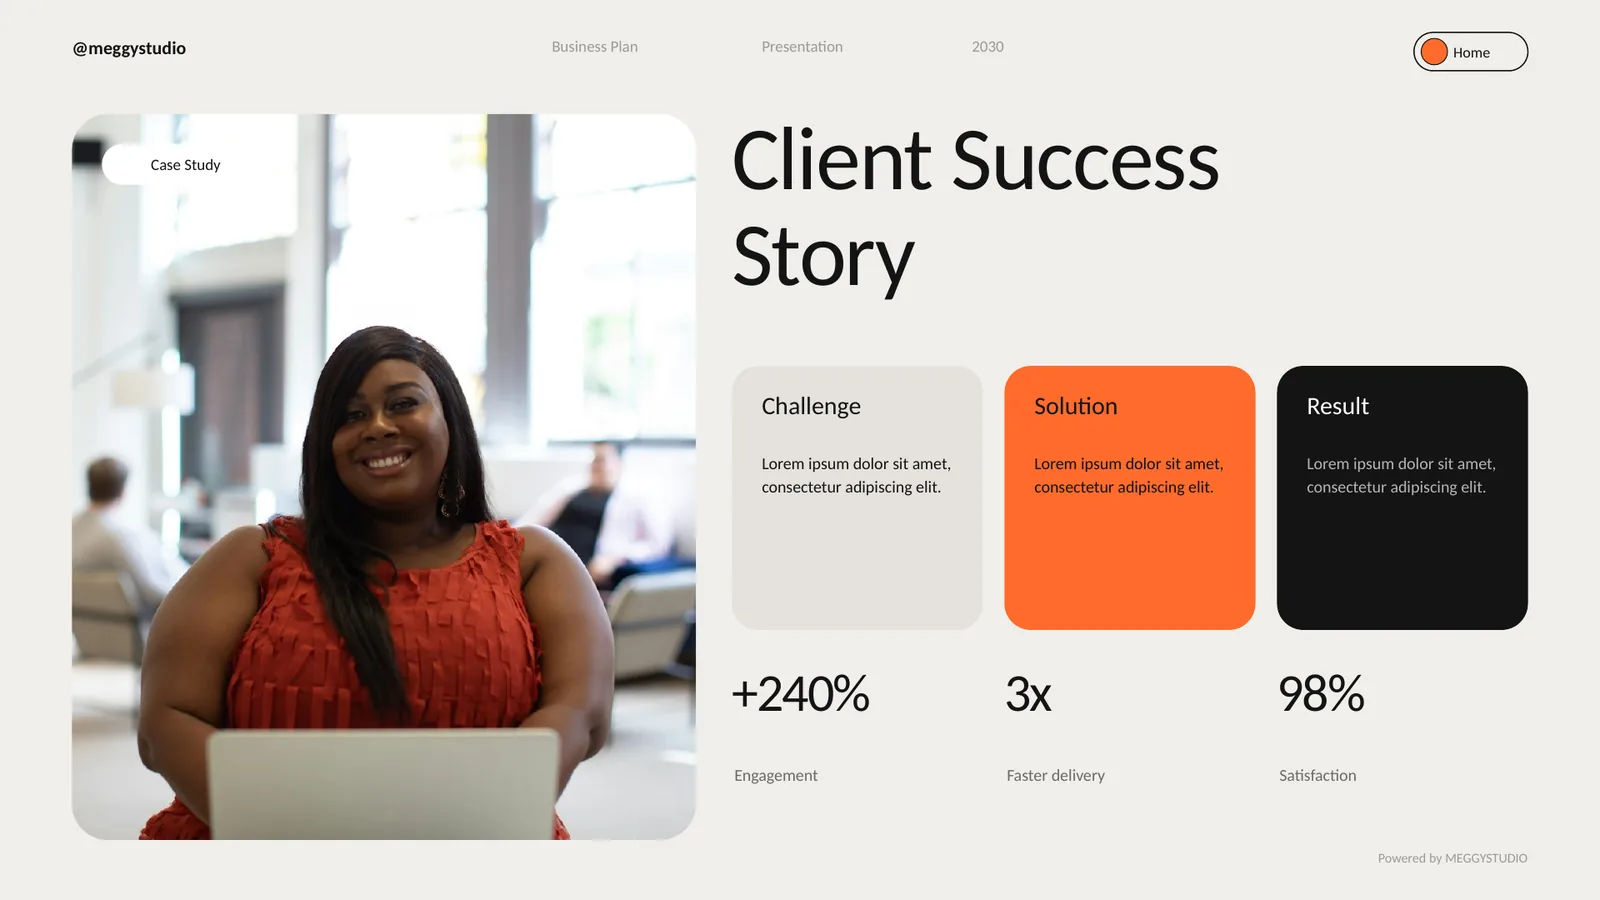 @meggystudio
Business Plan
Presentation
2030
Home
Case Study
Client Success
Story
Challenge
Lorem ipsum dolor sit amet,
consectetur adipiscing elit.
Solution
Lorem ipsum dolor sit amet,
consectetur adipiscing elit.
Result
Lorem ipsum dolor sit amet,
consectetur adipiscing elit.
+240%
Engagement
3x
Faster delivery
98%
Satisfaction
Powered by MEGGYSTUDIO